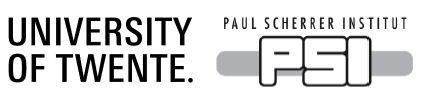 UNIVERSITY
OF TWENTE.
PAUL SCHERRER INSTITUT
PSI